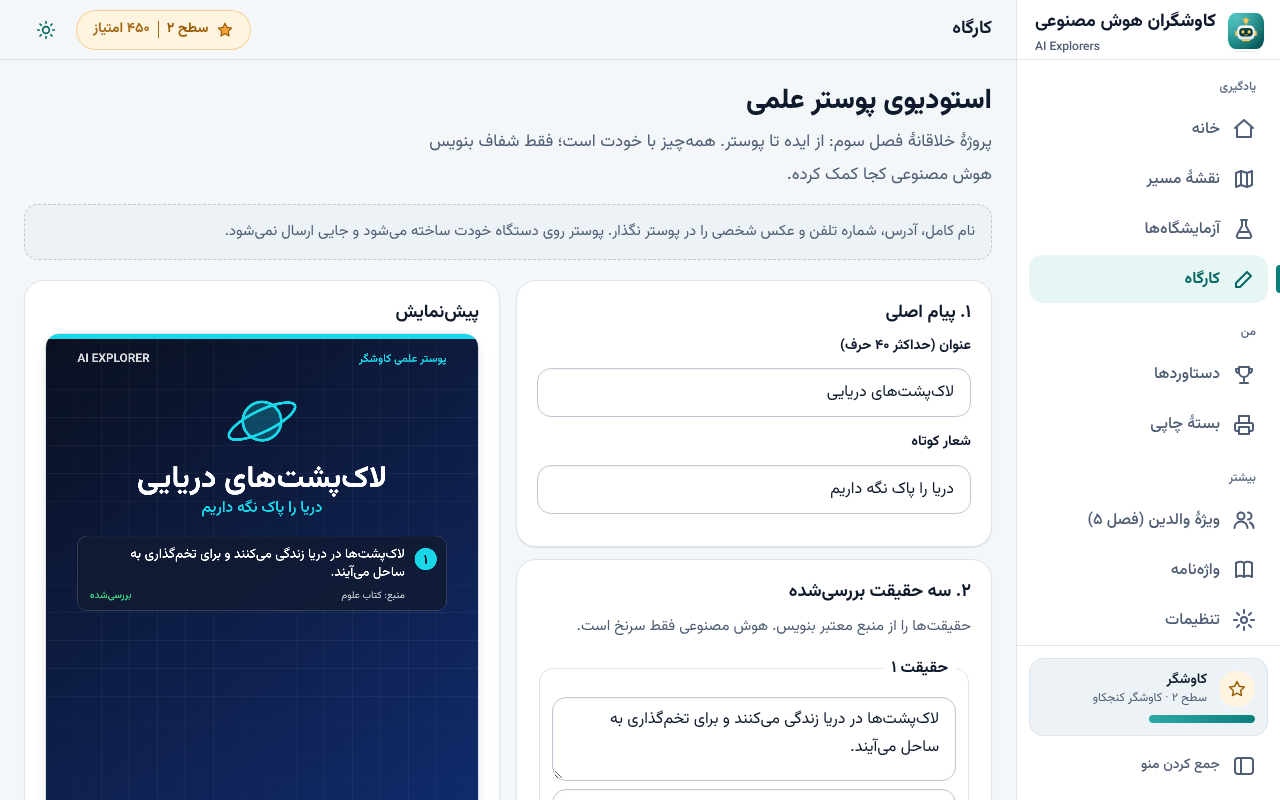 کاوشگران هوش مصنوعی
AI Explorers
یادگیری
خانه
نقشهٔ مسیر
آزمایشگاه‌ها
کارگاه
من
دستاوردها
بستهٔ چاپی
بیشتر
ویژهٔ والدین (فصل ۵)
واژه‌نامه
تنظیمات
کاوشگر
سطح ۲ · کاوشگر کنجکاو
جمع کردن منو
کارگاه
سطح ۲ | ۴۵۰ امتیاز
استودیوی پوستر علمی
پروژهٔ خلاقانهٔ فصل سوم: از ایده تا پوستر. همه‌چیز با خودت است؛ فقط شفاف بنویس
هوش مصنوعی کجا کمک کرده.
نام کامل، آدرس، شماره تلفن و عکس شخصی را در پوستر نگذار. پوستر روی دستگاه خودت ساخته می‌شود و جایی ارسال نمی‌شود.
۱. پیام اصلی
عنوان (حداکثر ۴۰ حرف)
لاک‌پشت‌های دریایی
شعار کوتاه
دریا را پاک نگه داریم
۲. سه حقیقت بررسی‌شده
حقیقت‌ها را از منبع معتبر بنویس. هوش مصنوعی فقط سرنخ است.
حقیقت ۱
لاک‌پشت‌ها در دریا زندگی می‌کنند و برای تخم‌گذاری به
ساحل می‌آیند.
پیش‌نمایش
پوستر علمی کاوشگر
AI EXPLORER
لاک‌پشت‌های دریایی
دریا را پاک نگه داریم
۱
لاک‌پشت‌ها در دریا زندگی می‌کنند و برای تخم‌گذاری به
ساحل می‌آیند.
منبع: کتاب علوم
بررسی‌شده